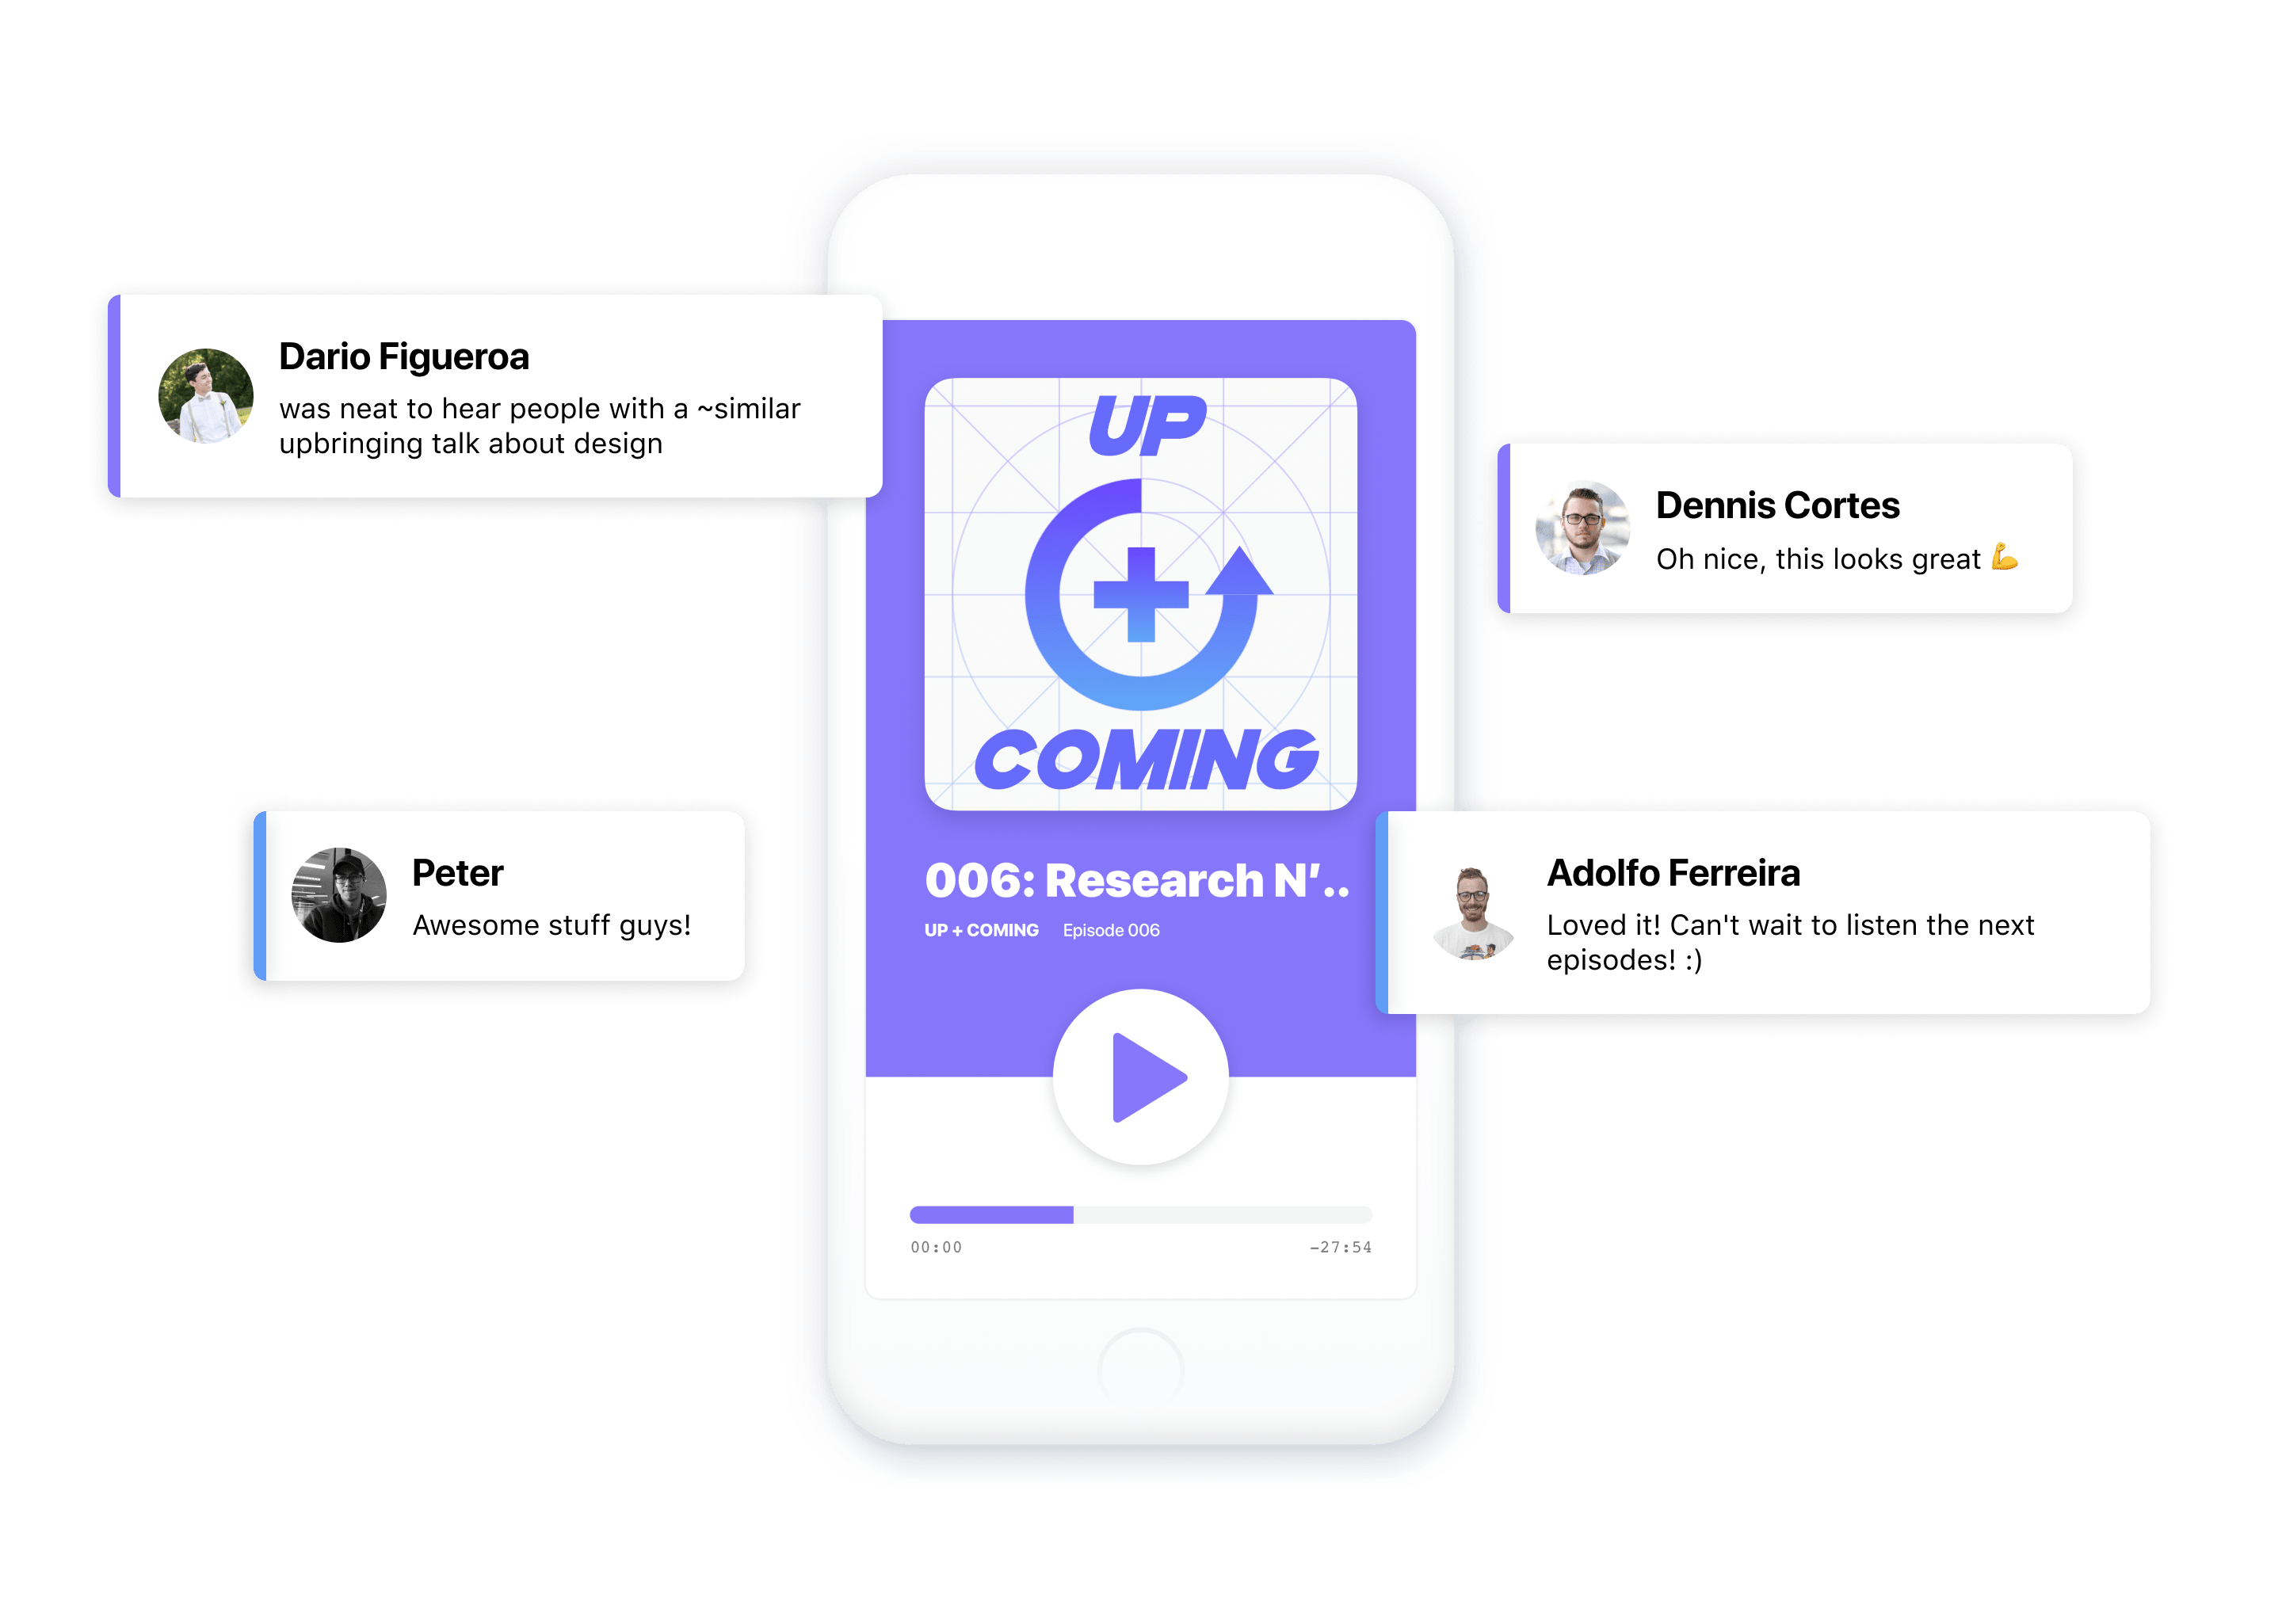 Dario Figueroa
was neat to hear people with a ~similar
upbringing talk about design
UP
COMING
Dennis Cortes
Oh nice, this looks great 💪
Peter
Awesome stuff guys!
006: Research N'..
UP + COMING Episode 006
Adolfo Ferreira
Loved it! Can't wait to listen the next
episodes! :)
00:00 -27:54